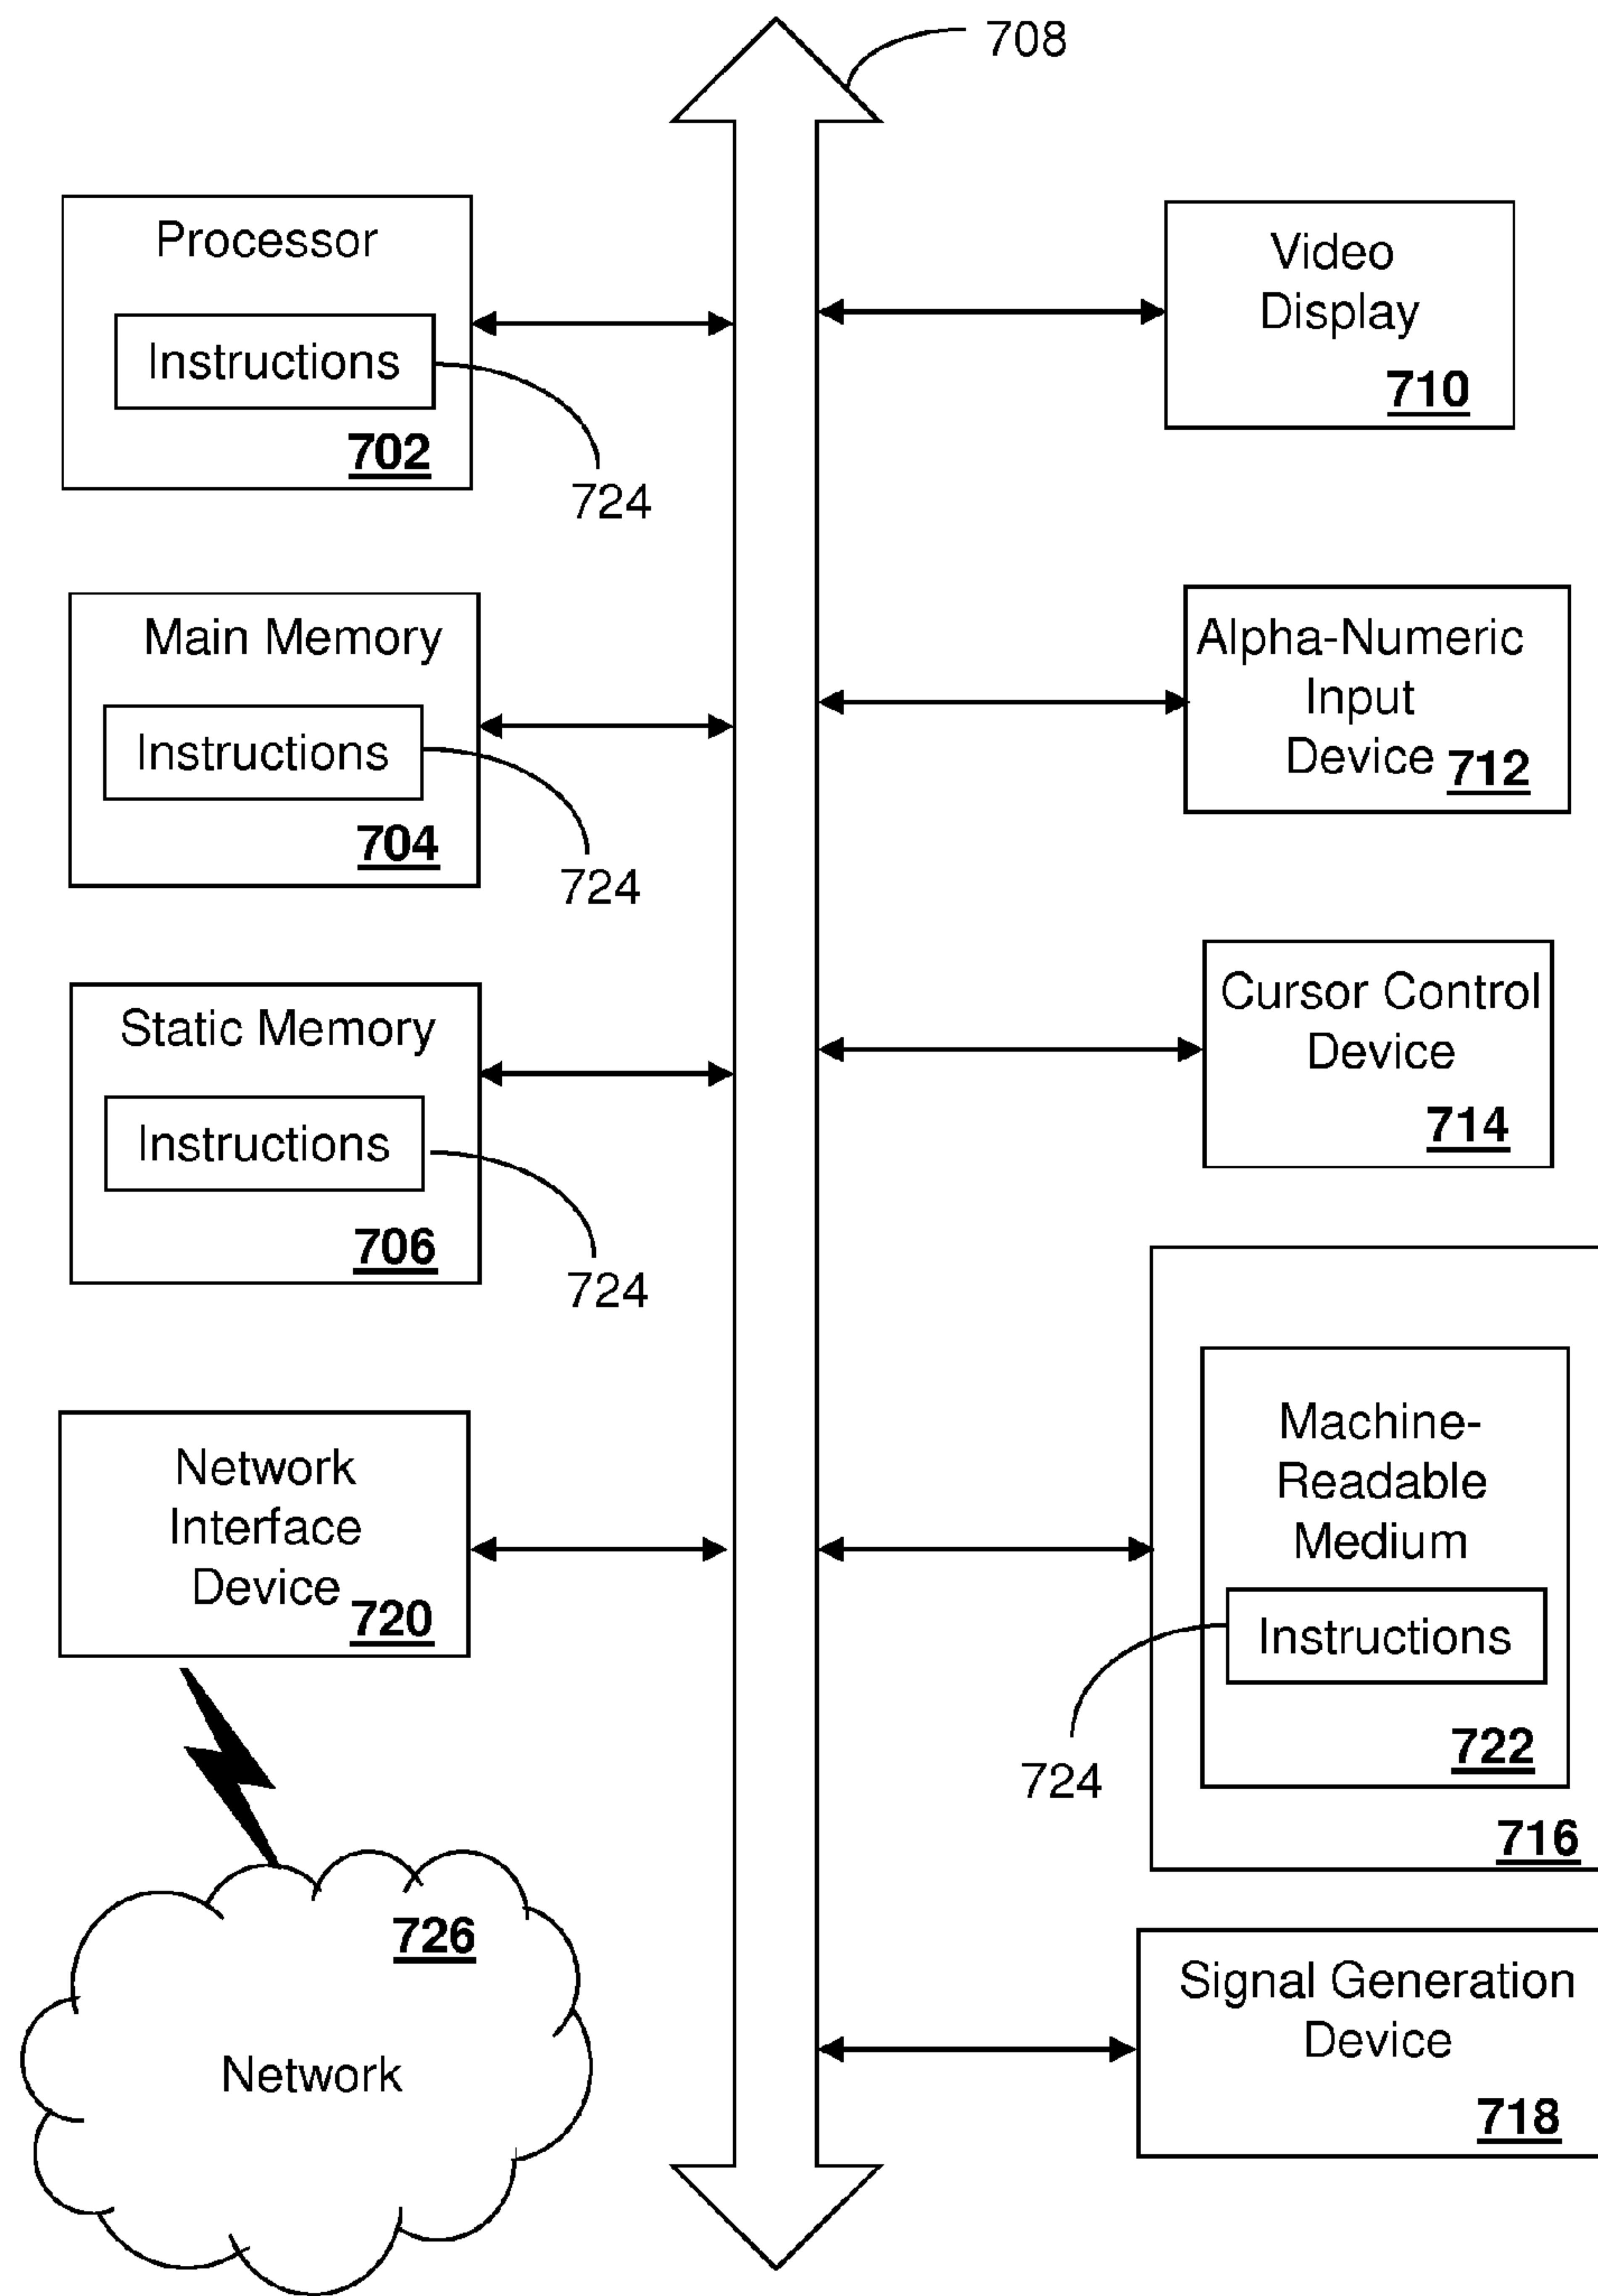 708
Processor
Instructions
702
724
Main Memory
Instructions
704
724
Static Memory
Instructions
706
724
Network
Interface
Device
720
726
Network
Video
Display
710
Alpha-Numeric
Input
Device
712
Cursor Control
Device
714
Machine-
Readable
Medium
Instructions
724
722
716
Signal Generation
Device
718